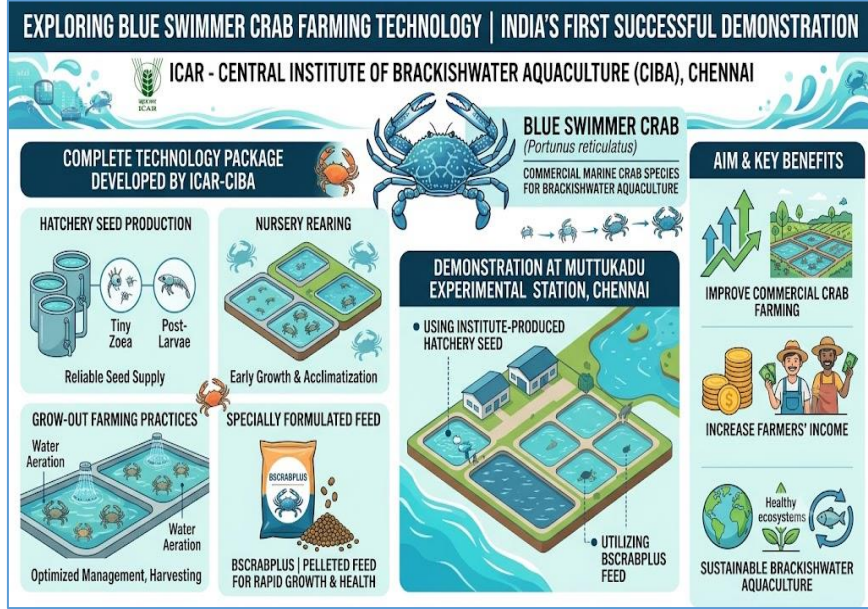 EXPLORING BLUE SWIMMER CRAB FARMING TECHNOLOGY | INDIA'S FIRST SUCCESSFUL DEMONSTRATION
ICAR - CENTRAL INSTITUTE OF BRACKISHWATER AQUACULTURE (CIBA), CHENNAI
ICAR
BLUE SWIMMER CRAB
(Portunus reticulatus)
COMMERCIAL MARINE CRAB SPECIES
FOR BRACKISHWATER AQUACULTURE
COMPLETE TECHNOLOGY PACKAGE
DEVELOPED BY ICAR-CIBA
HATCHERY SEED PRODUCTION
Tiny
Zoea
Post-
Larvae
Reliable Seed Supply
NURSERY REARING
Early Growth & Acclimatization
GROW-OUT FARMING PRACTICES
Water
Aeration
Water
Aeration
Optimized Management, Harvesting
SPECIALLY FORMULATED FEED
BSCRABPLUS
BSCRABPLUS | PELLETED FEED
FOR RAPID GROWTH & HEALTH
DEMONSTRATION AT MUTTUKADU
EXPERIMENTAL STATION, CHENNAI
• USING INSTITUTE-PRODUCED
HATCHERY SEED
• UTILIZING
BSCRABPLUS
FEED
AIM & KEY BENEFITS
IMPROVE COMMERCIAL CRAB
FARMING
$
INCREASE FARMERS' INCOME
Healthy
ecosystems
SUSTAINABLE BRACKISHWATER
AQUACULTURE